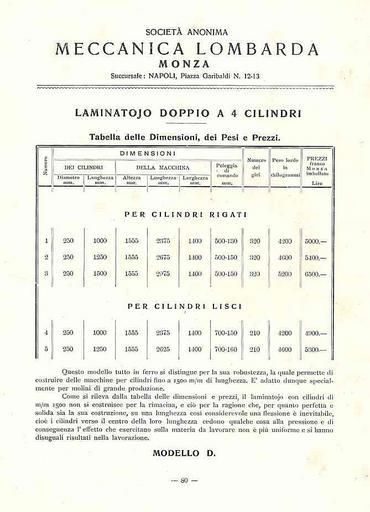 SOCIETÀ ANONIMA
MECCANICA LOMBARDA
MONZA
Succursale: NAPOLI, Piazza Garibaldi N. 12-13
LAMINATOJO DOPPIO A 4 CILINDRI
Tabella delle Dimensioni, dei Pesi e Prezzi.
Numero
DIMENSIONI
DEI CILINDRI
DELLA MACCHINA
Puleggia di comando mm.
Numero dei giri
Peso lordo in chilogrammi
PREZZI franco Monza imballato Lire
Diametro mm. Lunghezza mm. Altezza mm. Lunghezza mm. Larghezza mm.
PER CILINDRI RIGATI
1 250 1000 1555 2375 1400 500-130 320 4200 5000.—
2 250 1250 1555 2675 1400 500-150 320 4600 5400.—
3 250 1500 1555 2975 1400 500-150 320 5200 6500.—
PER CILINDRI LISCI
4 250 1000 1555 2375 1400 700-150 210 4200 4900.—
5 250 1250 1555 2625 1400 700-160 210 4600 5300.—
Questo modello tutto in ferro si distingue per la sua robustezza, la quale permette di
costruire delle macchine per cilindri fino a 1500 m/m di lunghezza. E' adatto dunque special-
mente per molini di grande produzione.
Come si rileva dalla tabella delle dimensioni e prezzi, il laminatojo con cilindri di
m/m 1500 non si costruisce per la rimacina, e ciò per la ragione che, per quanto perfetta e
solida sia la sua costruzione, su una lunghezza così considerevole una flessione è inevitabile,
cioè i cilindri verso il centro della loro lunghezza cedono qualche cosa alla pressione e di
conseguenza l'effetto che esercitano sulla materia da lavorare non è più uniforme e si hanno
disuguali risultati nella lavorazione.
MODELLO D.
— 80 —